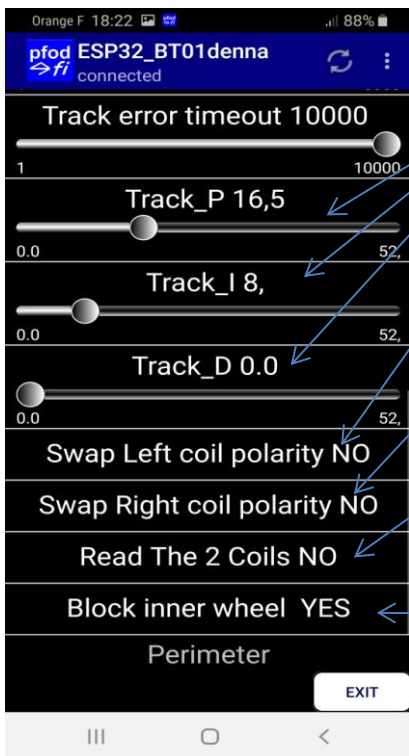 Orange F 18:22 88%
pfod ESP32_BT01denna
fi connected
Track error timeout 10000
1 10000
Track_P 16,5
0.0 52,
Track_I 8,
0.0 52,
Track_D 0.0
0.0 52,
Swap Left coil polarity NO
Swap Right coil polarity NO
Read The 2 Coils NO
Block inner wheel YES
Perimeter
EXIT